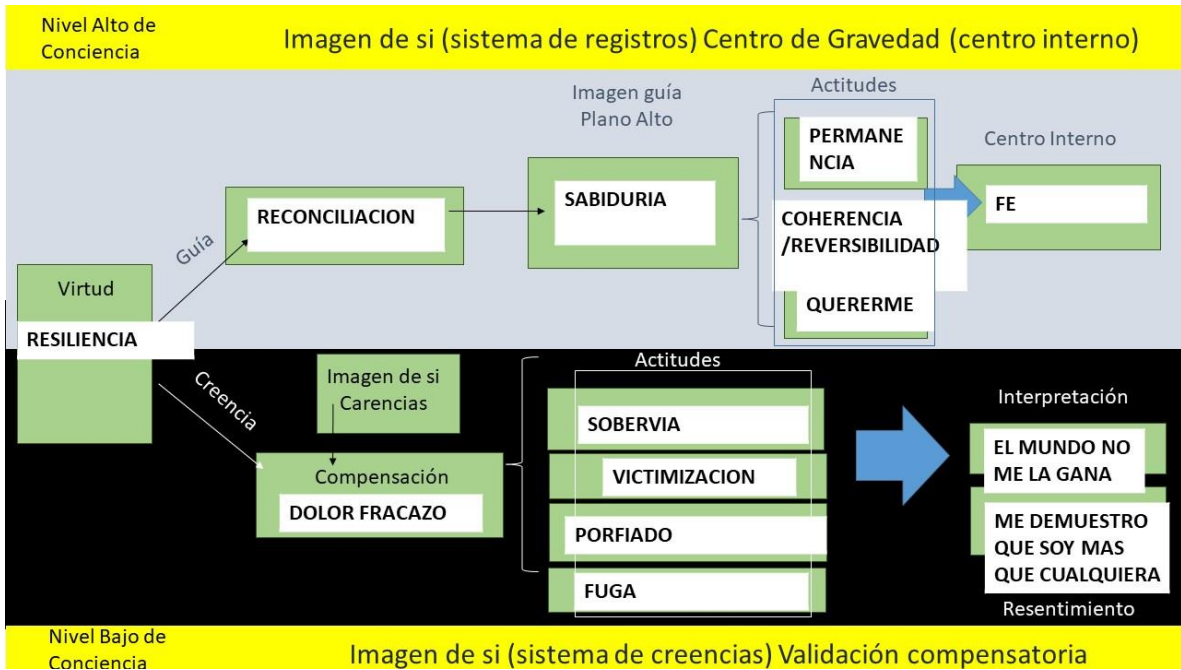 Nivel Alto de
Conciencia
Imagen de si (sistema de registros) Centro de Gravedad (centro interno)
Imagen guía
Plano Alto
Actitudes
Centro Interno
PERMANE
NCIA
RECONCILIACION
SABIDURIA
FE
COHERENCIA
/REVERSIBILIDAD
QUERERME
Guía
Virtud
RESILIENCIA
Creencia
Imagen de si
Carencias
Compensación
DOLOR FRACAZO
Actitudes
SOBERVIA
VICTIMIZACION
PORFIADO
FUGA
Interpretación
EL MUNDO NO
ME LA GANA
ME DEMUESTRO
QUE SOY MAS
QUE CUALQUIERA
Resentimiento
Nivel Bajo de
Conciencia
Imagen de si (sistema de creencias) Validación compensatoria